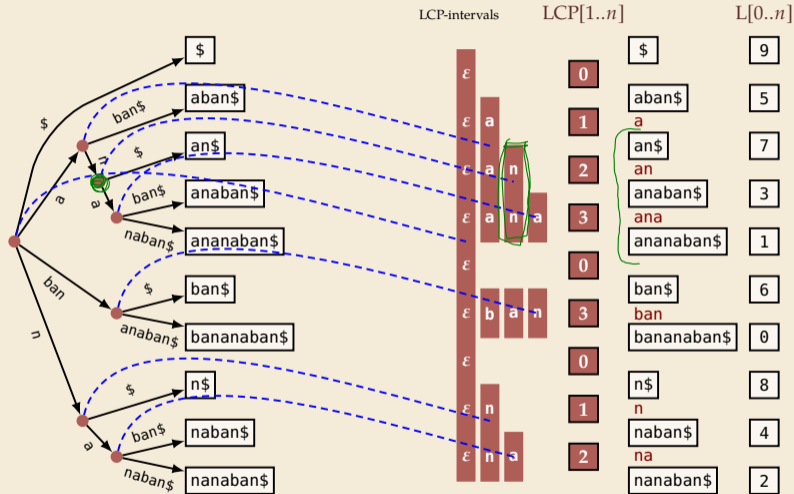 LCP-intervals LCP[1..n] L[0..n]
$ $ 9
ε 0
$ ban$ aban$ aban$ 5
ε a 1 a
n $ an$ an$ 7
ε a n 2 an
a a ban$ anaban$ anaban$ 3
ε a n a 3 ana
naban$ ananaban$ ananaban$ 1
ε 0
ban $ ban$ ban$ 6
ε b a n 3 ban
anaban$ bananaban$ bananaban$ 0
n ε 0
$ n$ n$ 8
ε n 1 n
a ban$ naban$ naban$ 4
ε n a 2 na
naban$ nanaban$ nanaban$ 2